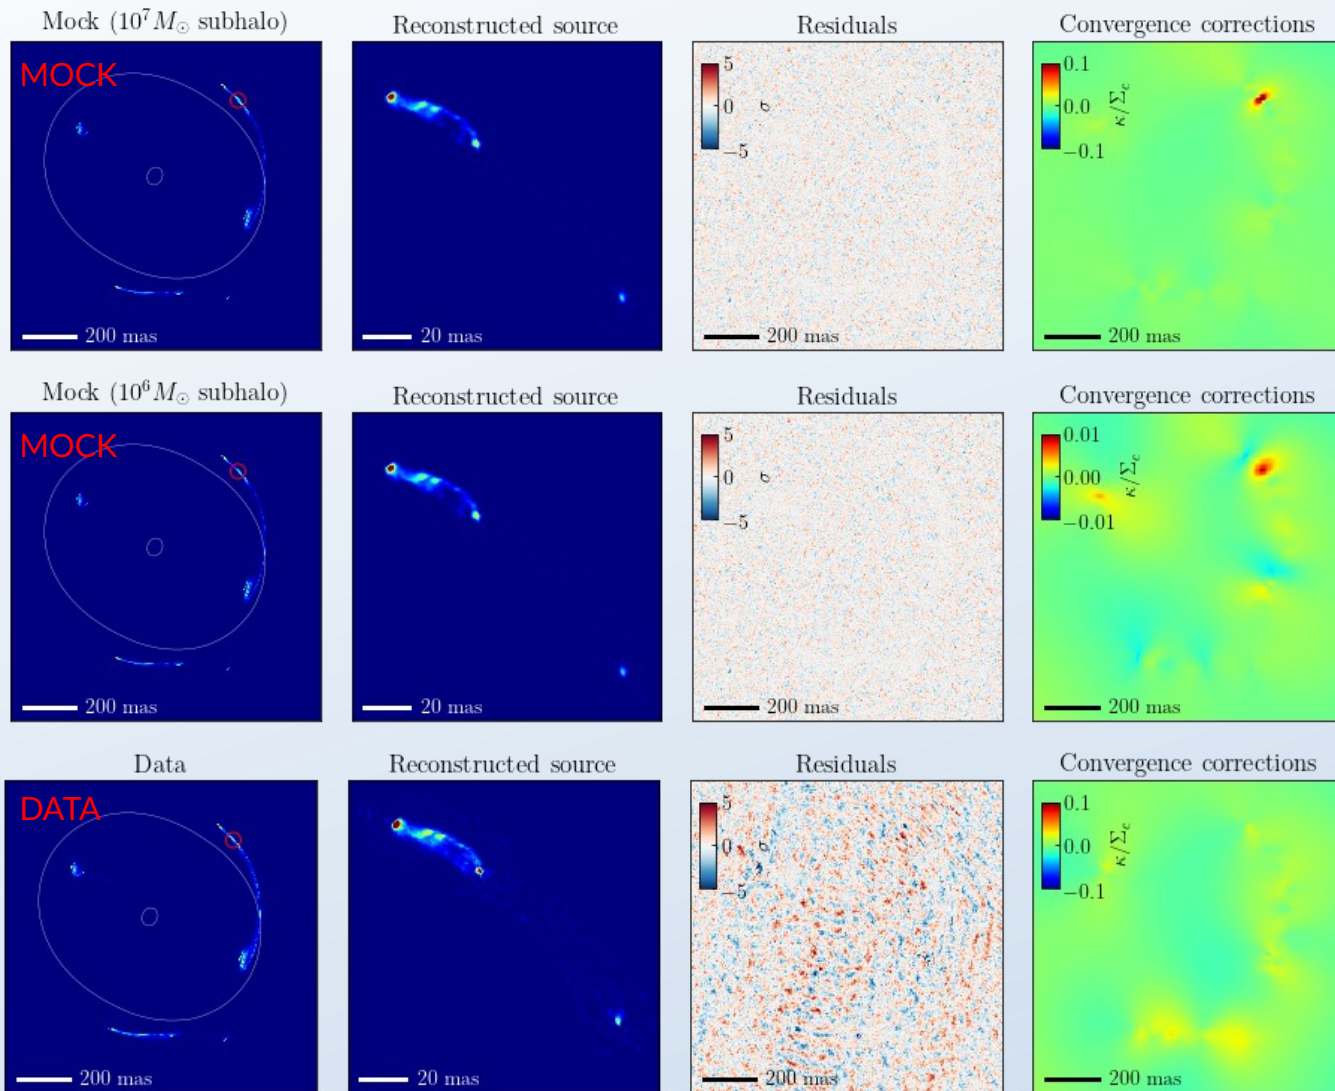 Mock (10⁷M☉ subhalo)
Reconstructed source
Residuals
Convergence corrections
MOCK
200 mas
20 mas
5
0
−5
σ
200 mas
0.1
0.0
−0.1
κ/Σc
200 mas
Mock (10⁶M☉ subhalo)
Reconstructed source
Residuals
Convergence corrections
MOCK
200 mas
20 mas
5
0
−5
σ
200 mas
0.01
0.00
−0.01
κ/Σc
200 mas
Data
Reconstructed source
Residuals
Convergence corrections
DATA
200 mas
20 mas
5
0
−5
σ
200 mas
0.1
0.0
−0.1
κ/Σc
200 mas